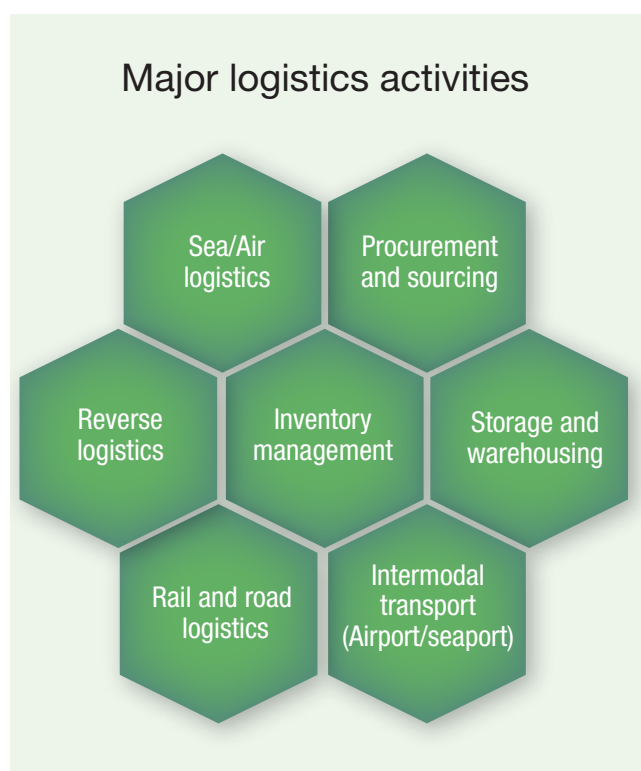 Major logistics activities
Sea/Air
logistics
Procurement
and sourcing
Reverse
logistics
Inventory
management
Storage and
warehousing
Rail and road
logistics
Intermodal
transport
(Airport/seaport)